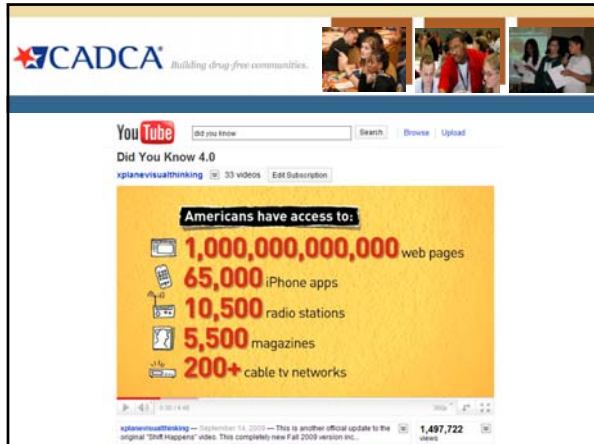 CADCA Building drug-free communities.
YouTube did you know Search Browse Upload
Did You Know 4.0
xplanevisualthinking 33 videos Edit Subscription
Americans have access to:
1,000,000,000,000 web pages
65,000 iPhone apps
10,500 radio stations
5,500 magazines
200+ cable tv networks
360p
xplanevisualthinking — September 14, 2009 — This is another official update to the
original "Shift Happens" video. This completely new Fall 2009 version inc...
1,497,722
views